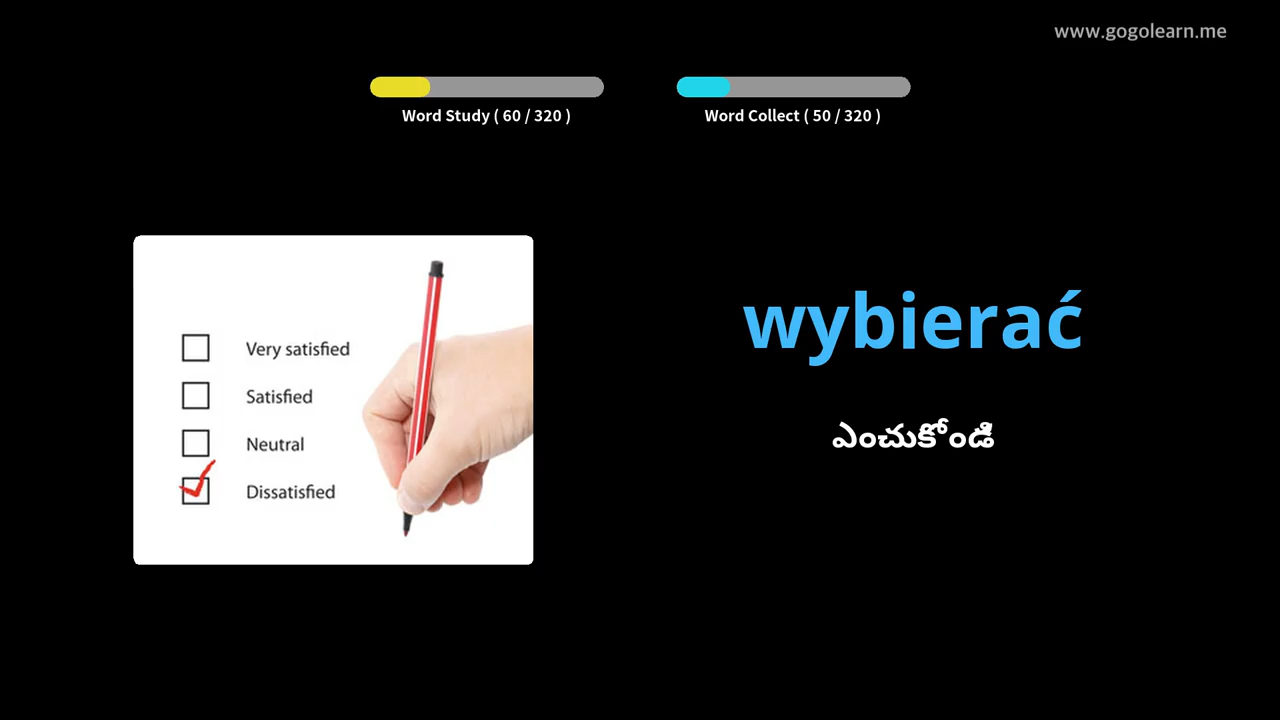 www.gogolearn.me
Word Study ( 60 / 320 )
Word Collect ( 50 / 320 )
Very satisfied
Satisfied
Neutral
Dissatisfied
wybierać
ఎంచుకోండి